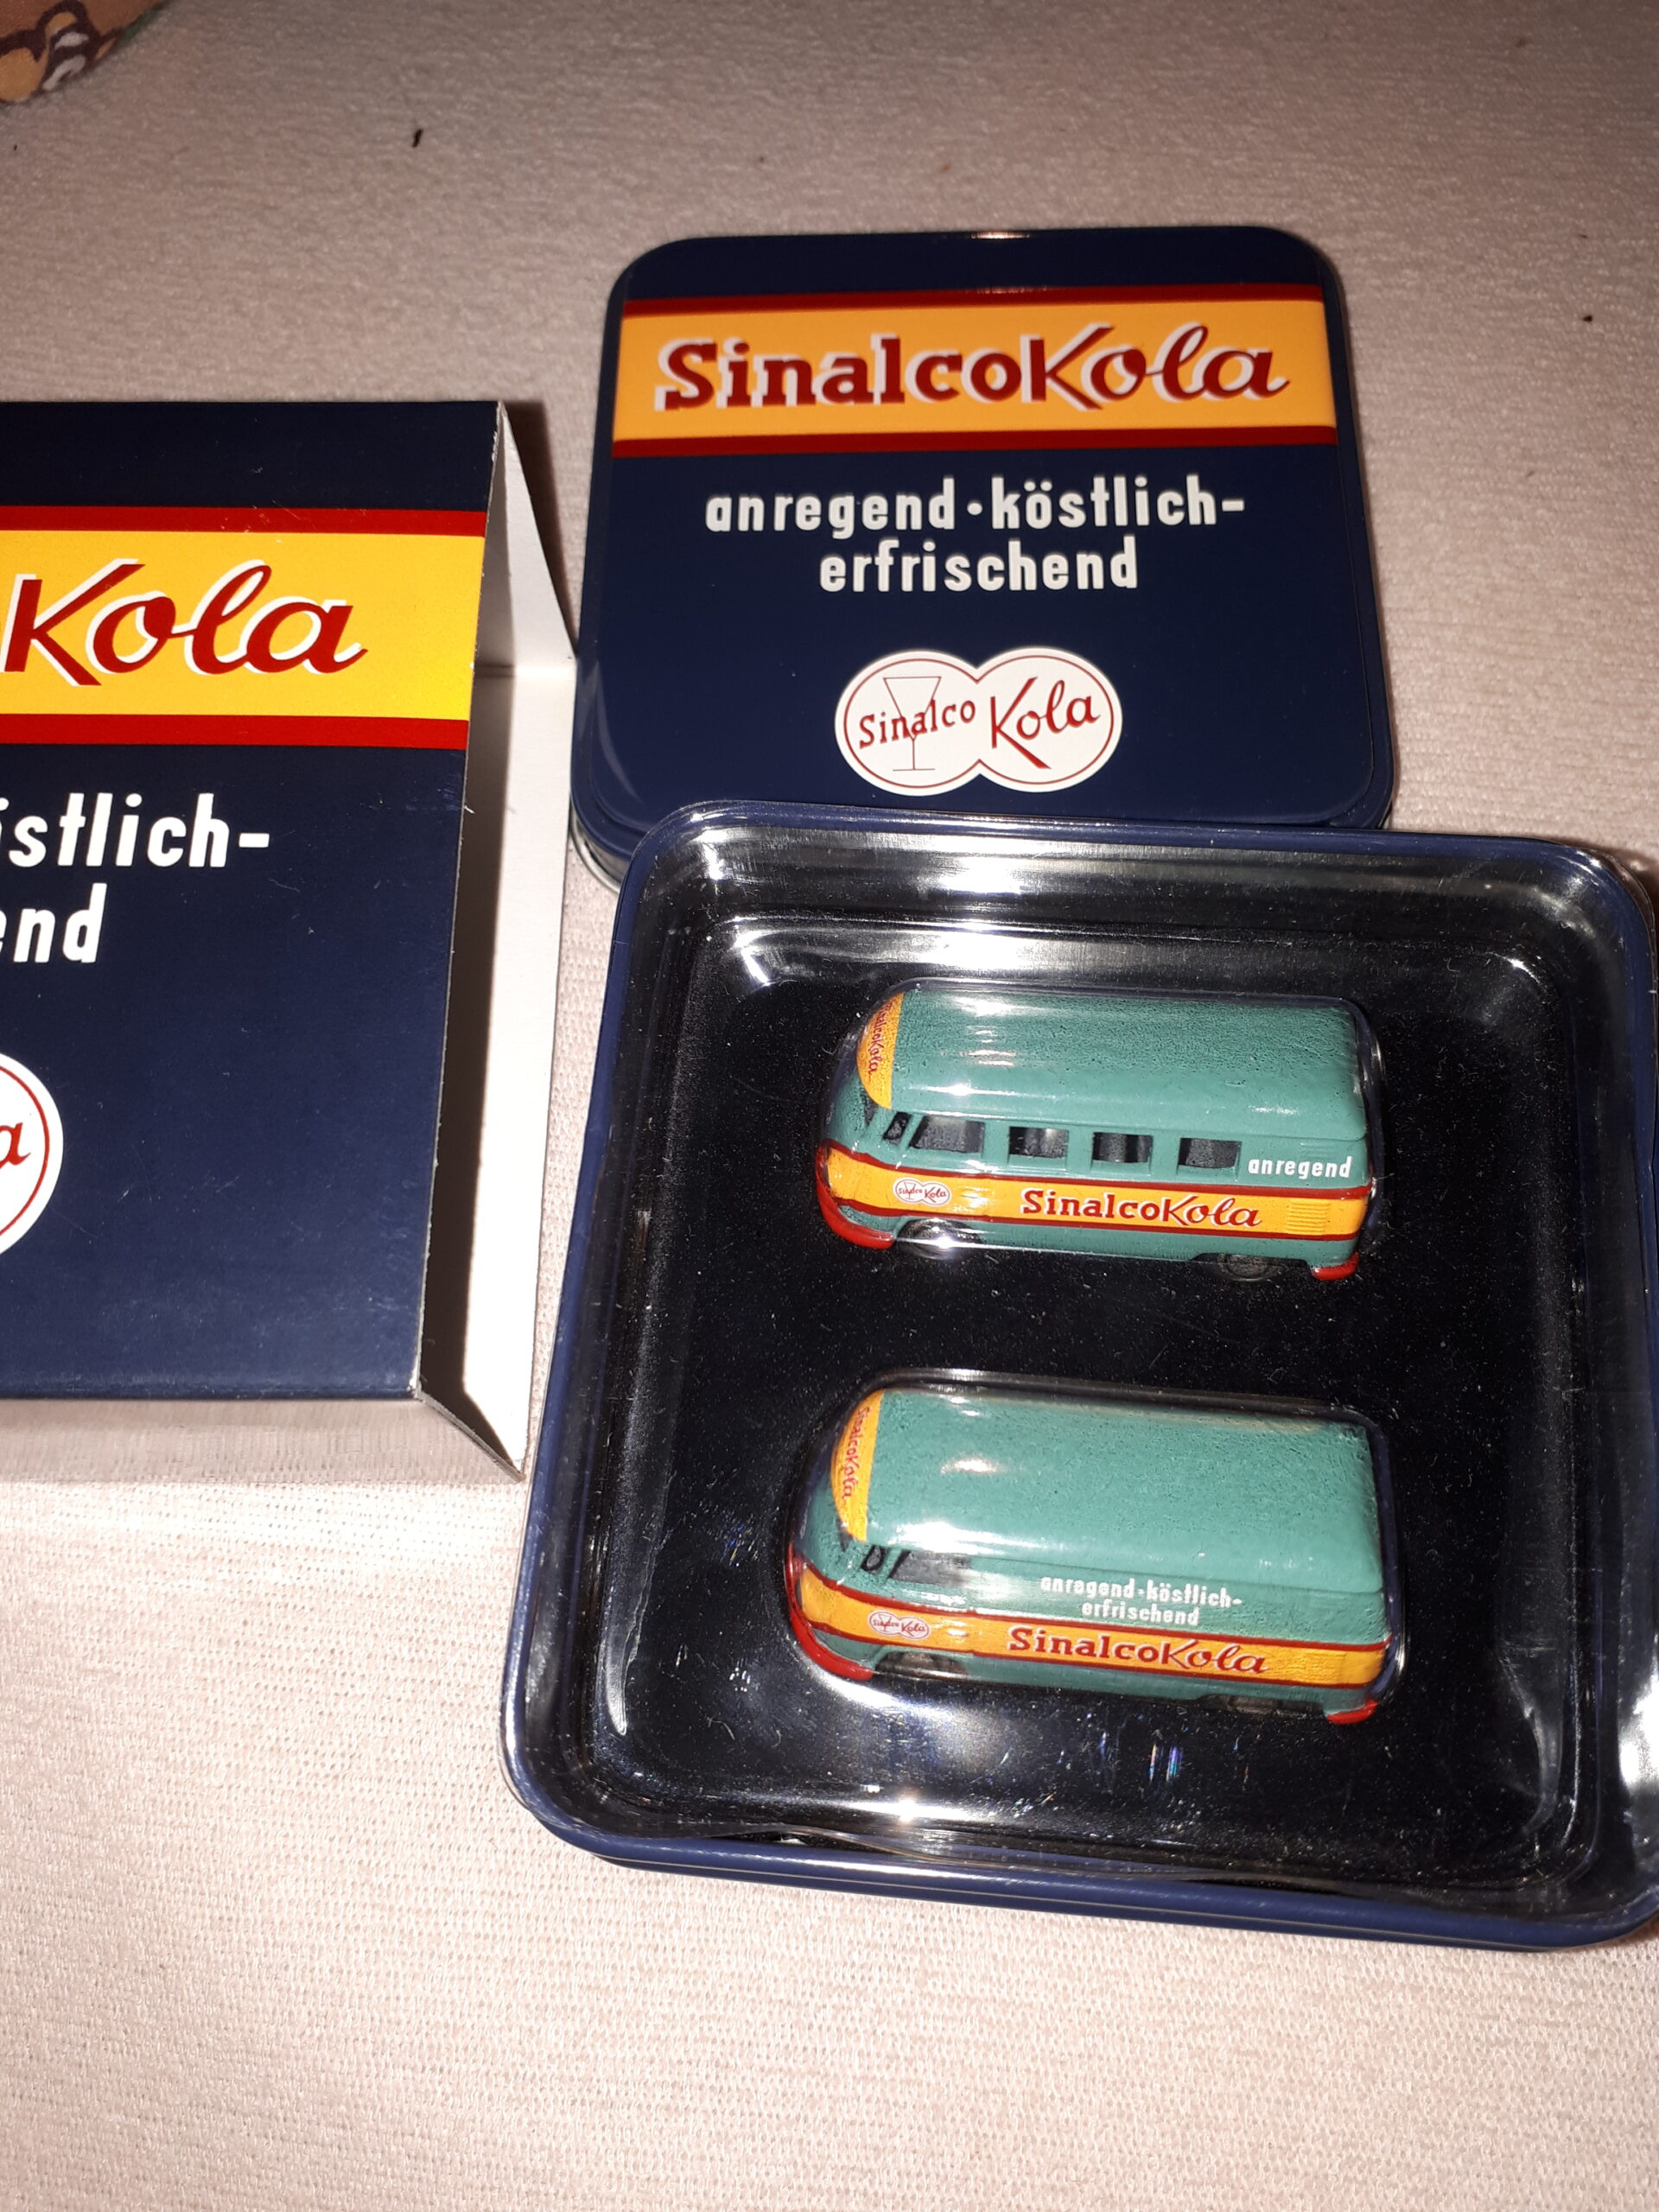 SinalcoKola
anregend·köstlich-
erfrischend
Sinalco Kola
Kola
östlich-
end
a
SinalcoKola
anregend
Sinalco Kola
SinalcoKola
SinalcoKola
anregend·köstlich-
erfrischend
Sinalco Kola
SinalcoKola